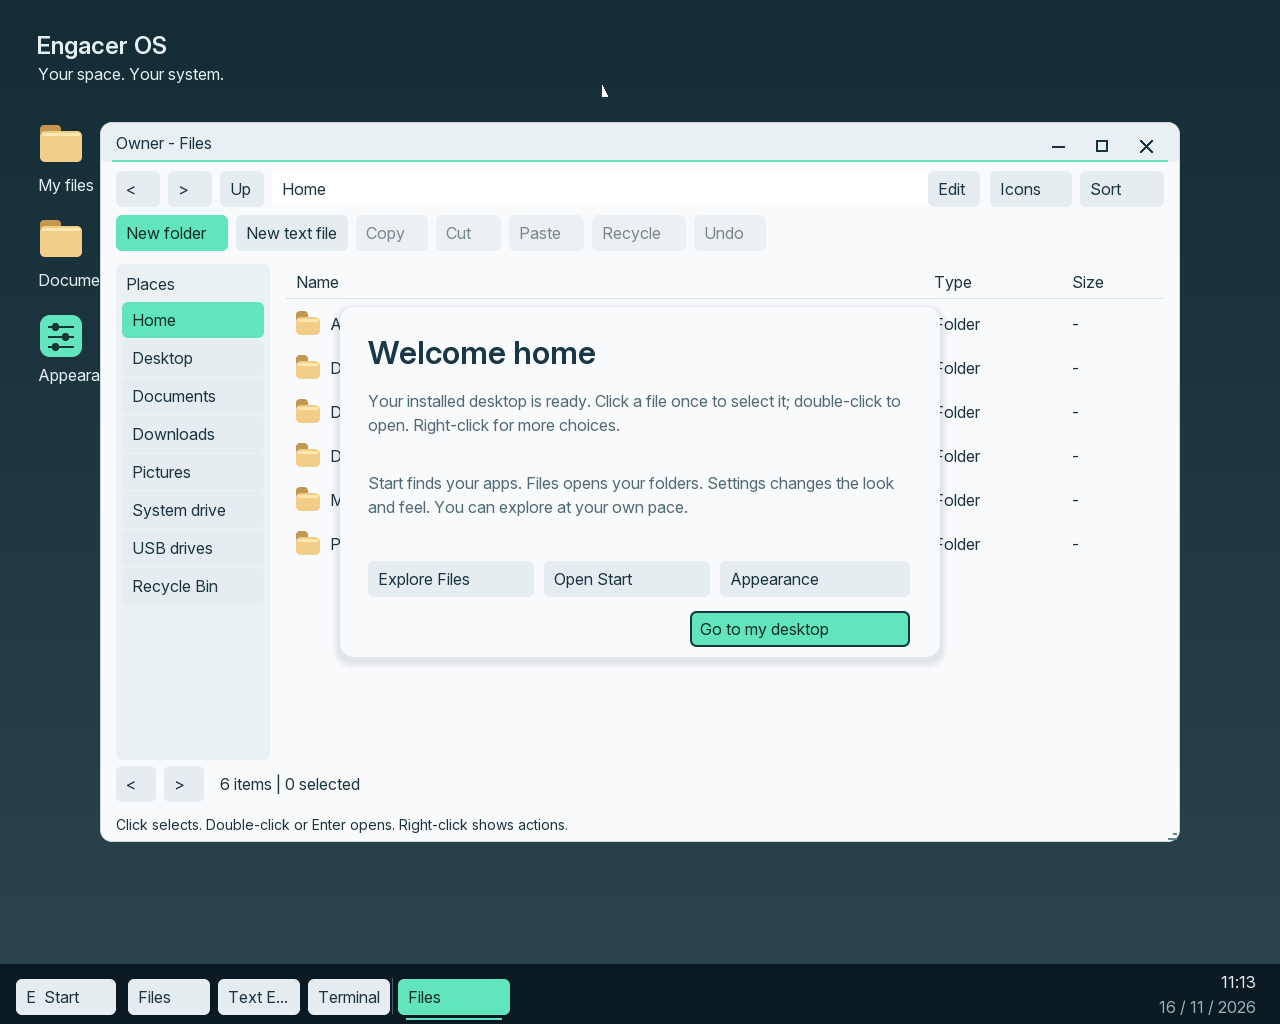 Engacer OS
Your space. Your system.
My files
Docume
Appeara
Owner - Files
< > Up Home Edit Icons Sort
New folder New text file Copy Cut Paste Recycle Undo
Places
Home
Desktop
Documents
Downloads
Pictures
System drive
USB drives
Recycle Bin
Name Type Size
A Folder -
D Folder -
D Folder -
D Folder -
M Folder -
P Folder -
Welcome home
Your installed desktop is ready. Click a file once to select it; double-click to
open. Right-click for more choices.
Start finds your apps. Files opens your folders. Settings changes the look
and feel. You can explore at your own pace.
Explore Files Open Start Appearance
Go to my desktop
< > 6 items | 0 selected
Click selects. Double-click or Enter opens. Right-click shows actions.
E Start Files Text E... Terminal Files
11:13
16 / 11 / 2026